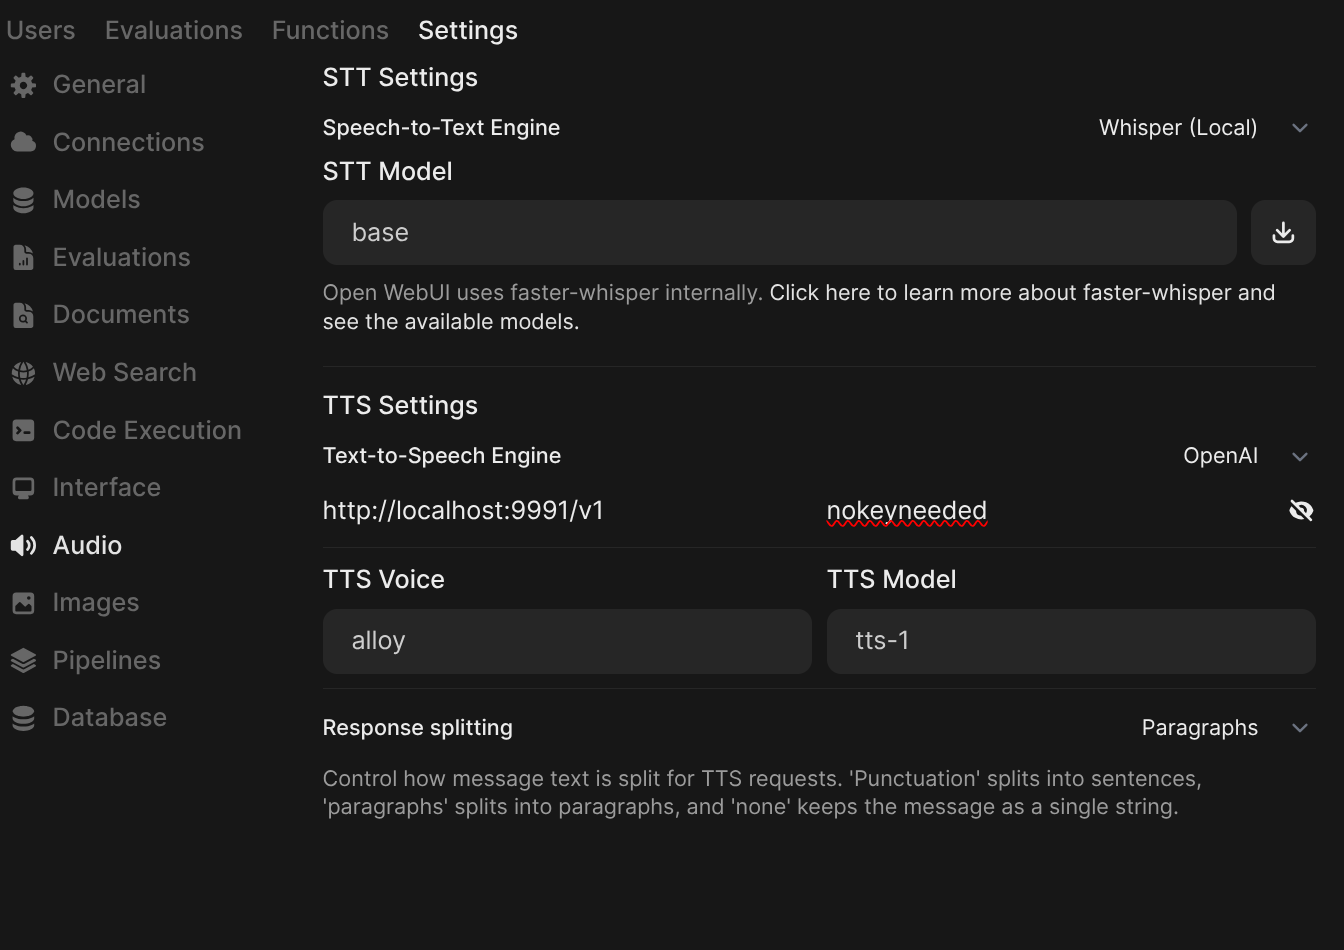 Users Evaluations Functions Settings
General
Connections
Models
Evaluations
Documents
Web Search
Code Execution
Interface
Audio
Images
Pipelines
Database
STT Settings
Speech-to-Text Engine Whisper (Local)
STT Model
base
Open WebUI uses faster-whisper internally. Click here to learn more about faster-whisper and
see the available models.
TTS Settings
Text-to-Speech Engine OpenAI
http://localhost:9991/v1 nokeyneeded
TTS Voice TTS Model
alloy tts-1
Response splitting Paragraphs
Control how message text is split for TTS requests. 'Punctuation' splits into sentences,
'paragraphs' splits into paragraphs, and 'none' keeps the message as a single string.